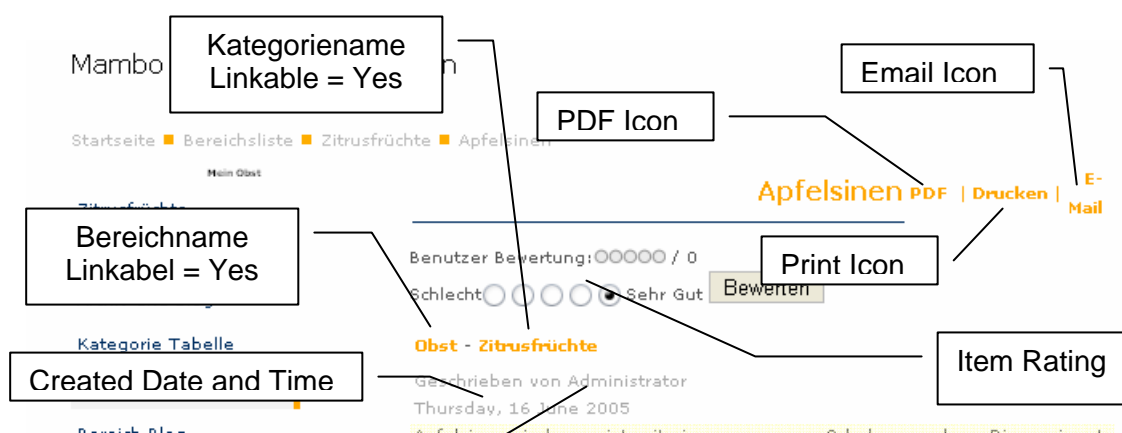 Kategoriename
Linkable = Yes
Mambo
n
Email Icon
PDF Icon
Startseite Bereichsliste Zitrusfrüchte Apfelsinen
Mein Obst
Apfelsinen PDF | Drucken | E-Mail
Zitrusfrüchte
Bereichname
Linkabel = Yes
Benutzer Bewertung: / 0
Print Icon
Schlecht Sehr Gut Bewerten
Kategorie Tabelle
Obst - Zitrusfrüchte
Item Rating
Created Date and Time
Geschrieben von Administrator
Thursday, 16 June 2005
Bereich Blog